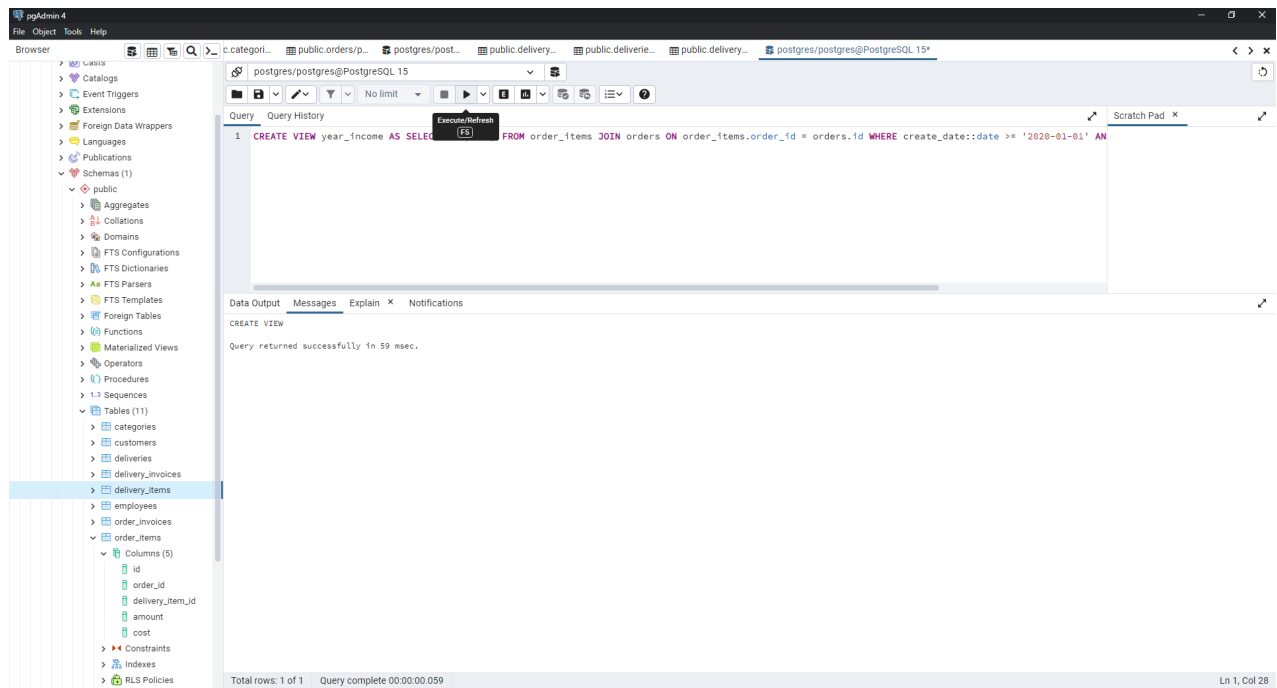 pgAdmin 4
File Object Tools Help
Browser
c.categori... public.orders/p... postgres/post... public.delivery... public.deliverie... public.delivery... postgres/postgres@PostgreSQL 15*
Casts
Catalogs
Event Triggers
Extensions
Foreign Data Wrappers
Languages
Publications
Schemas (1)
public
Aggregates
Collations
Domains
FTS Configurations
FTS Dictionaries
FTS Parsers
FTS Templates
Foreign Tables
Functions
Materialized Views
Operators
Procedures
1..3 Sequences
Tables (11)
categories
customers
deliveries
delivery_invoices
delivery_items
employees
order_invoices
order_items
Columns (5)
id
order_id
delivery_item_id
amount
cost
Constraints
Indexes
RLS Policies
postgres/postgres@PostgreSQL 15
No limit
E
Execute/Refresh
F5
Query Query History
Scratch Pad
1 CREATE VIEW year_income AS SELEC FROM order_items JOIN orders ON order_items.order_id = orders.id WHERE create_date::date >= '2020-01-01' AN
Data Output Messages Explain Notifications
CREATE VIEW
Query returned successfully in 59 msec.
Total rows: 1 of 1 Query complete 00:00:00.059 Ln 1, Col 28